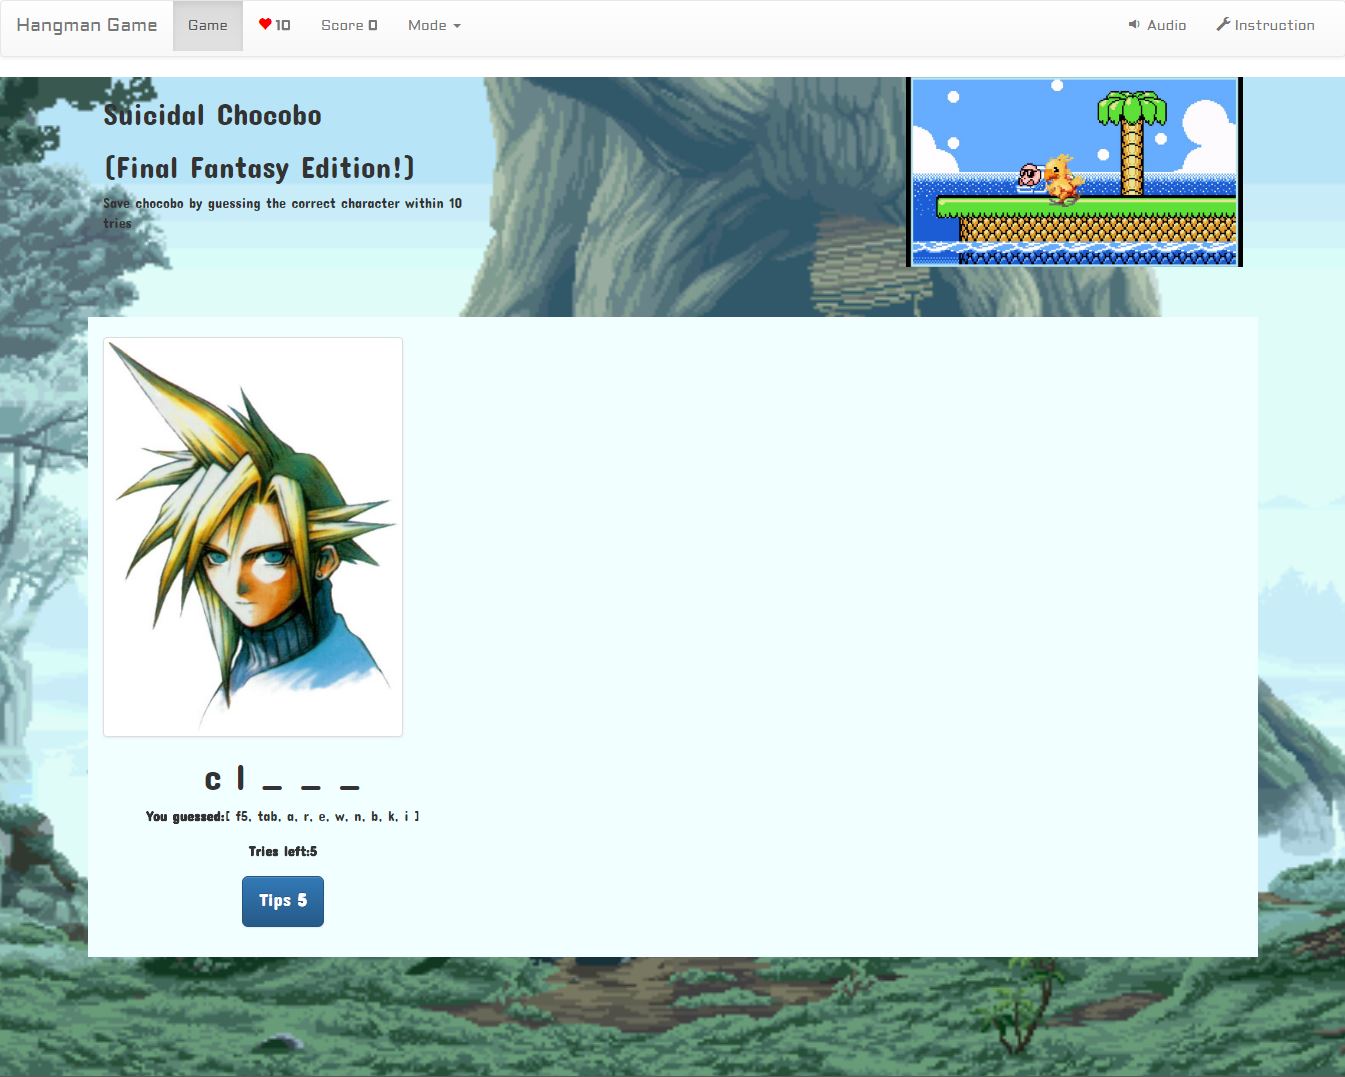 Hangman Game Game 10 Score 0 Mode Audio Instruction
Suicidal Chocobo
(Final Fantasy Edition!)
Save chocobo by guessing the correct character within 10
tries
c l _ _ _
You guessed:[ f5, tab, a, r, e, w, n, b, k, i ]
Tries left:5
Tips 5